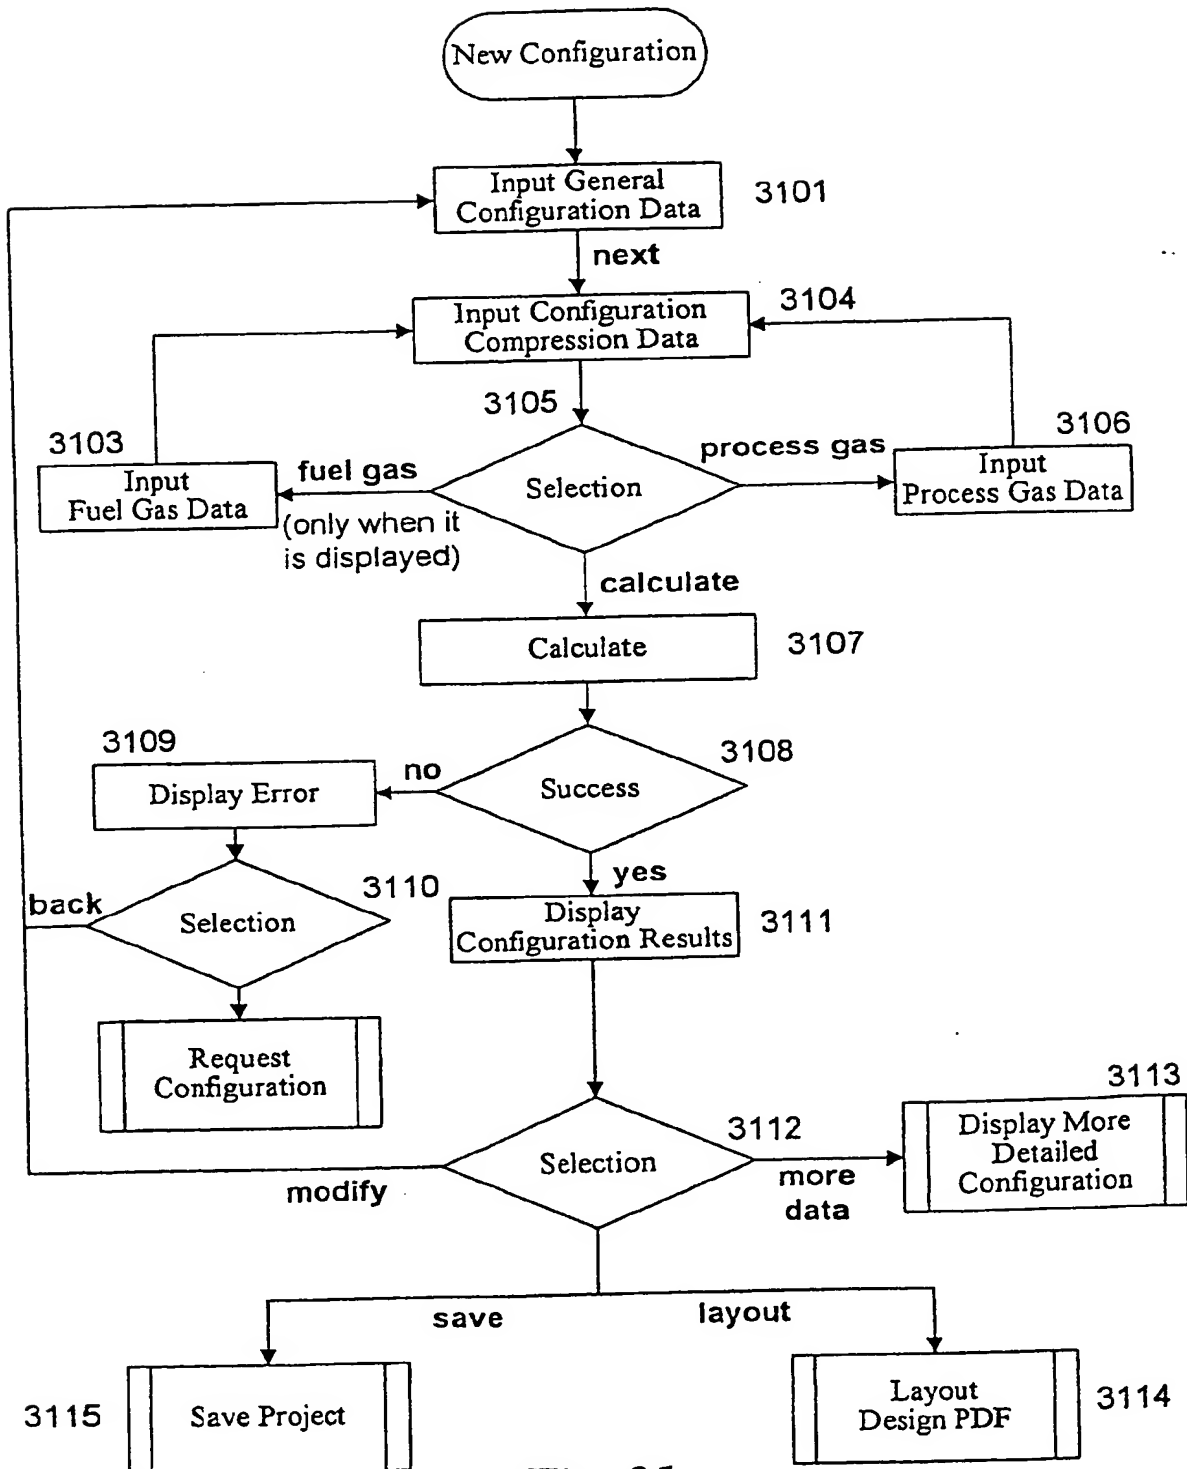 New Configuration
Input General
Configuration Data
3101
next
Input Configuration
Compression Data
3104
3105
3103
3106
fuel gas
process gas
Input
Fuel Gas Data
Selection
Input
Process Gas Data
(only when it
is displayed)
calculate
Calculate
3107
3109
3108
no
Display Error
Success
yes
3110
back
Selection
Display
Configuration Results
3111
Request
Configuration
3113
3112
Display More
Detailed
Configuration
Selection
modify
more
data
save
layout
3115
Save Project
Layout
Design PDF
3114